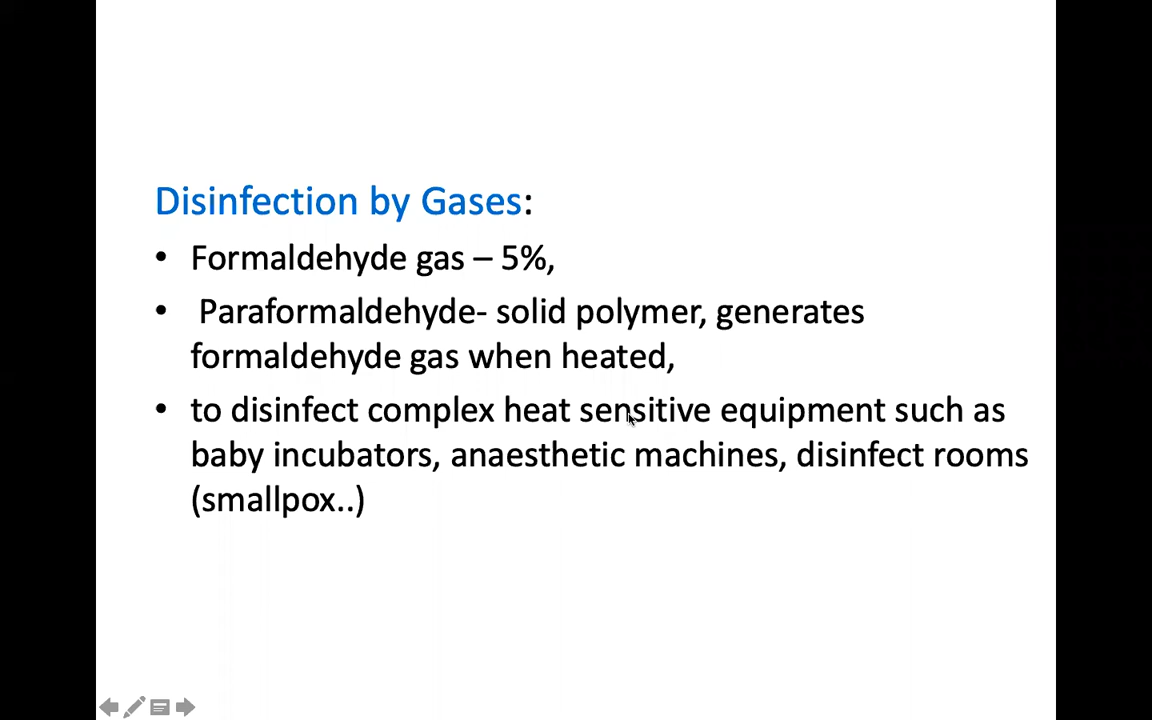 Disinfection by Gases:
• Formaldehyde gas – 5%,
• Paraformaldehyde- solid polymer, generates
formaldehyde gas when heated,
• to disinfect complex heat sensitive equipment such as
baby incubators, anaesthetic machines, disinfect rooms
(smallpox..)